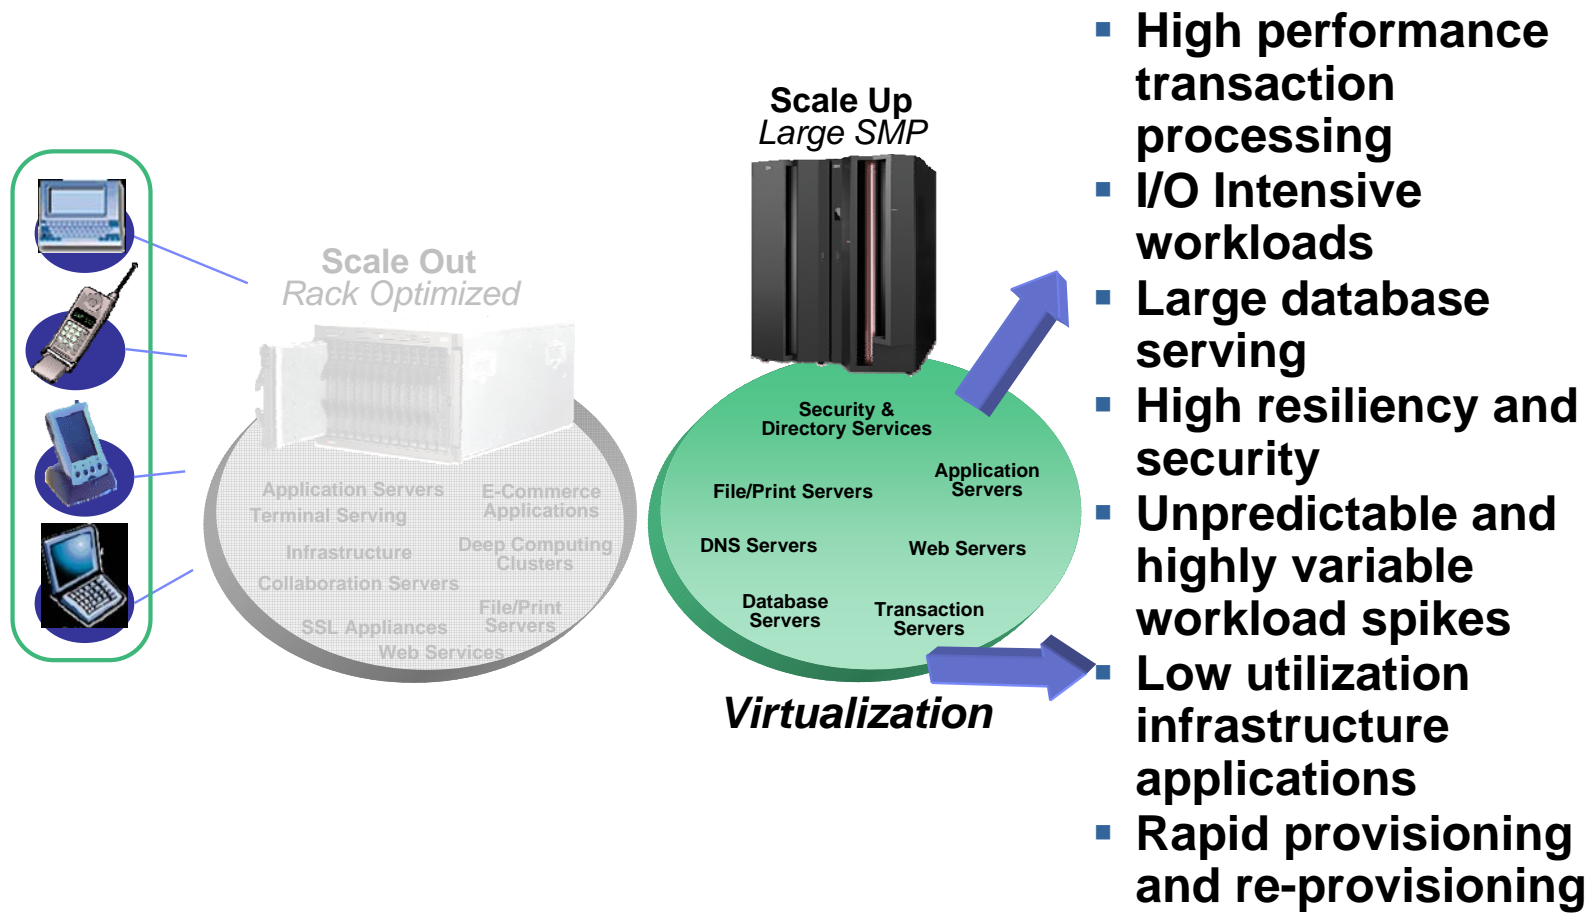 Scale Out
Rack Optimized
Application Servers
E-Commerce
Applications
Terminal Serving
Infrastructure
Deep Computing
Clusters
Collaboration Servers
File/Print
Servers
SSL Appliances
Web Services
Scale Up
Large SMP
Security &
Directory Services
Application
Servers
File/Print Servers
DNS Servers
Web Servers
Database
Servers
Transaction
Servers
Virtualization
▪ High performance
transaction
processing
▪ I/O Intensive
workloads
▪ Large database
serving
▪ High resiliency and
security
▪ Unpredictable and
highly variable
workload spikes
▪ Low utilization
infrastructure
applications
▪ Rapid provisioning
and re-provisioning